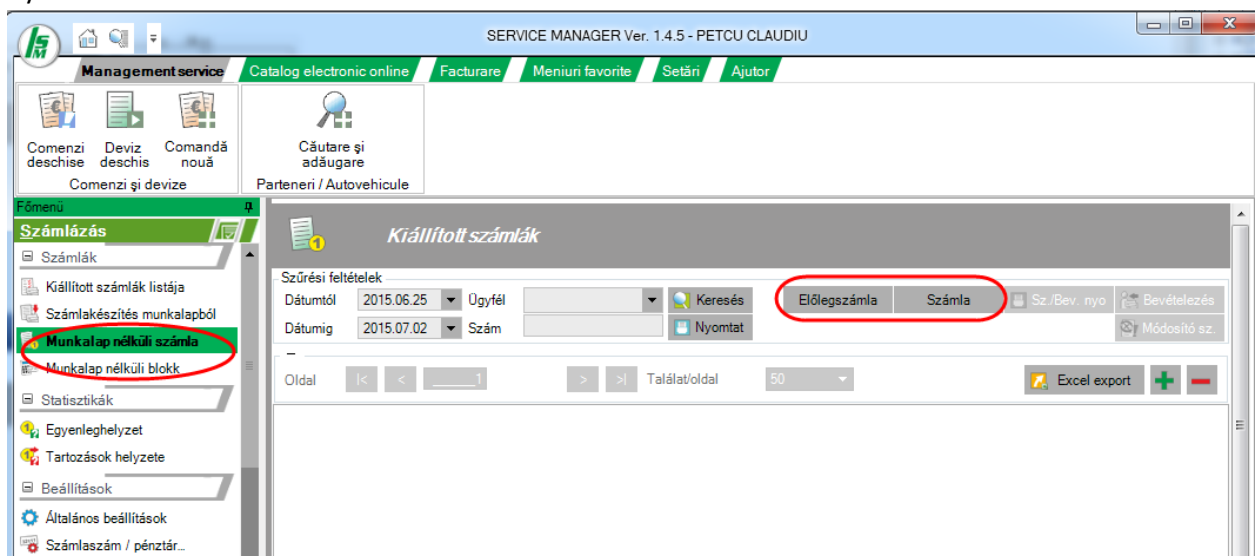 SERVICE MANAGER Ver. 1.4.5 - PETCU CLAUDIU
Management service Catalog electronic online Facturare Meniuri favorite Setări Ajutor
Comenzi deschise
Deviz deschis
Comandă nouă
Căutare și adăugare
Comenzi și devize
Parteneri / Autovehicule
Főmenü
Számlázás
Számlák
Kiállított számlák listája
Számlakészítés munkalapból
Munkalap nélküli számla
Munkalap nélküli blokk
Statisztikák
Egyenleghelyzet
Tartozások helyzete
Beállítások
Általános beállítások
Számlaszám / pénztár...
Kiállított számlák
Szűrési feltételek
Dátumtól 2015.06.25 Ügyfél Keresés Előlegszámla Számla Sz./Bev. nyo Bevételezés
Dátumig 2015.07.02 Szám Nyomtat Módosító sz.
Oldal |< < _____1 > >| Találat/oldal 50 Excel export